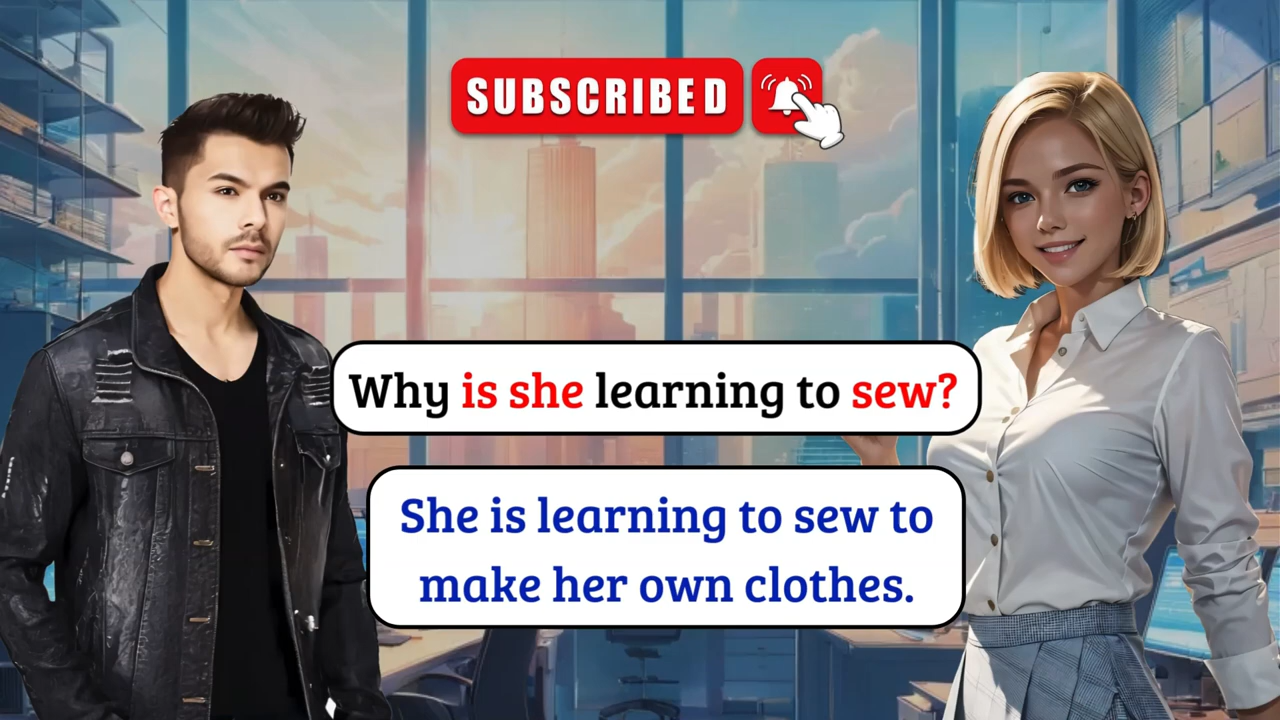 SUBSCRIBED
Why is she learning to sew?
She is learning to sew to
make her own clothes.